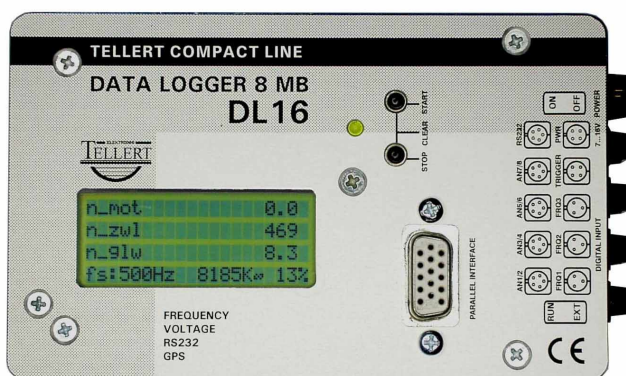 TELLERT COMPACT LINE
DATA LOGGER 8 MB
DL16
ELEKTRONIK
TELLERT
n_mot 0.0
n_zwl 469
n_glw 8.3
fs:500Hz 8185K∞ 13%
FREQUENCY
VOLTAGE
RS232
GPS
START
CLEAR
STOP
PARALLEL INTERFACE
ON
OFF
POWER
RS232
PWR
7...16V
AN7/8
TRIGGER
AN5/6
FRQ3
AN3/4
FRQ2
AN1/2
FRQ1
DIGITAL INPUT
RUN
EXT
CE